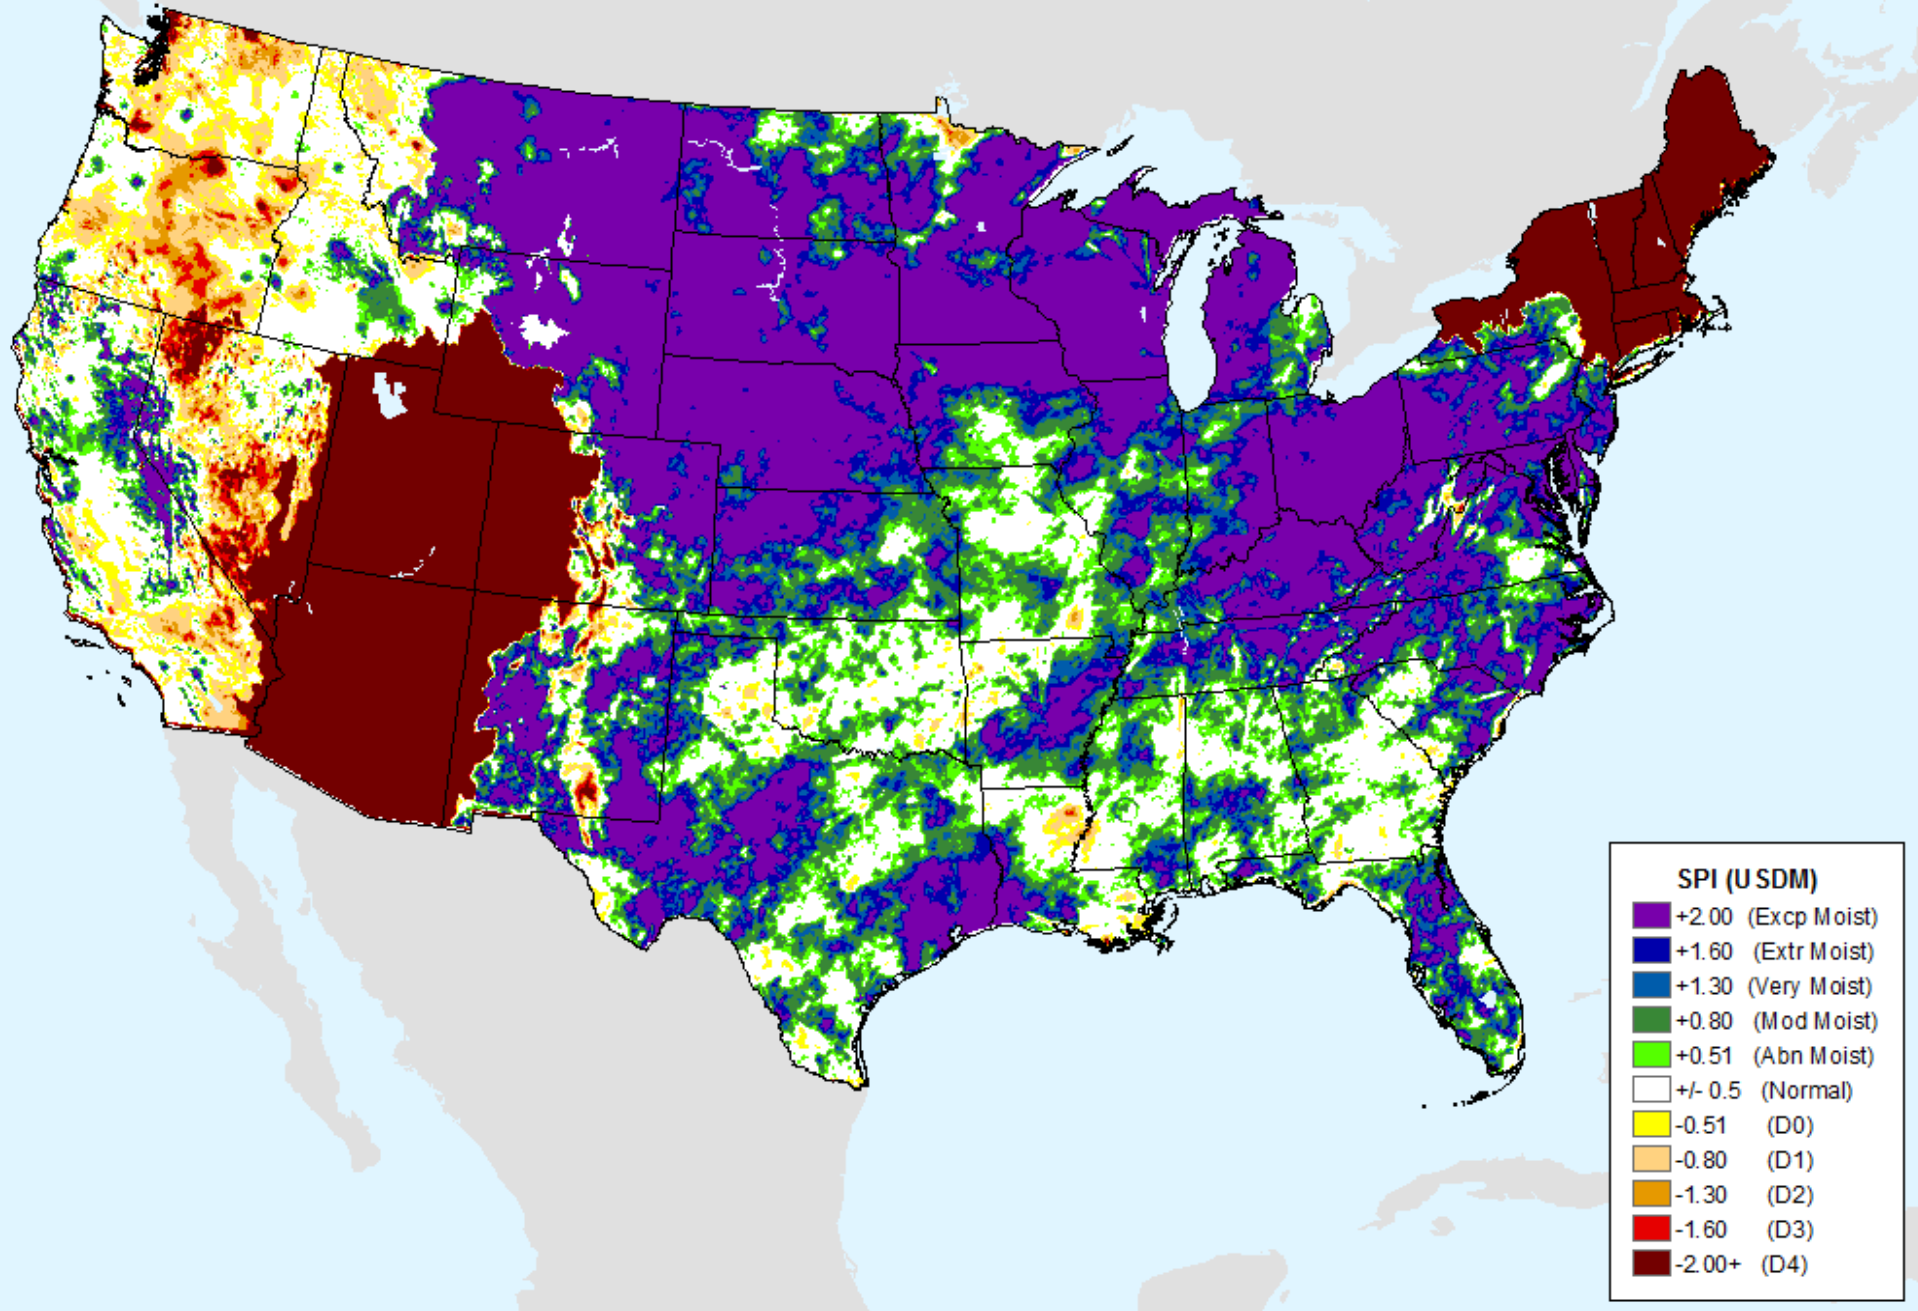 SPI (USDM)
+2.00 (Excp Moist)
+1.60 (Extr Moist)
+1.30 (Very Moist)
+0.80 (Mod Moist)
+0.51 (Abn Moist)
+/- 0.5 (Normal)
-0.51 (D0)
-0.80 (D1)
-1.30 (D2)
-1.60 (D3)
-2.00+ (D4)